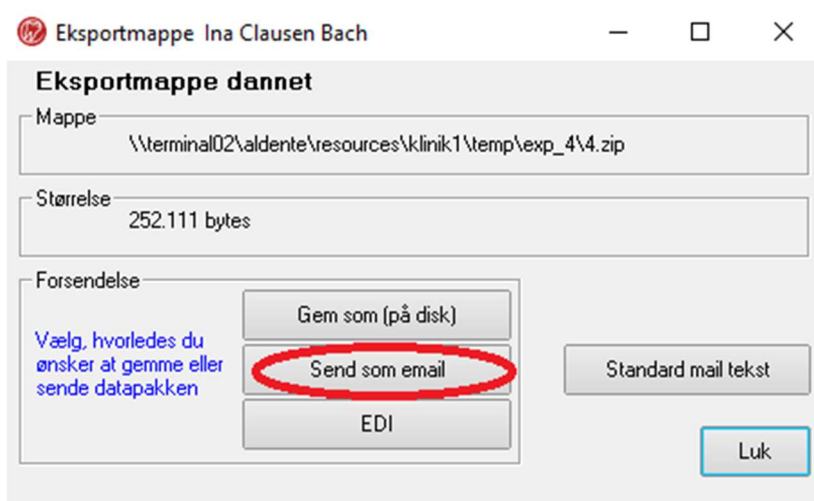 Eksportmappe Ina Clausen Bach
Eksportmappe dannet
Mappe
\\terminal02\aldente\resources\klinik1\temp\exp_4\4.zip
Størrelse
252.111 bytes
Forsendelse
Vælg, hvorledes du
ønsker at gemme eller
sende datapakken
Gem som (på disk)
Send som email
EDI
Standard mail tekst
Luk